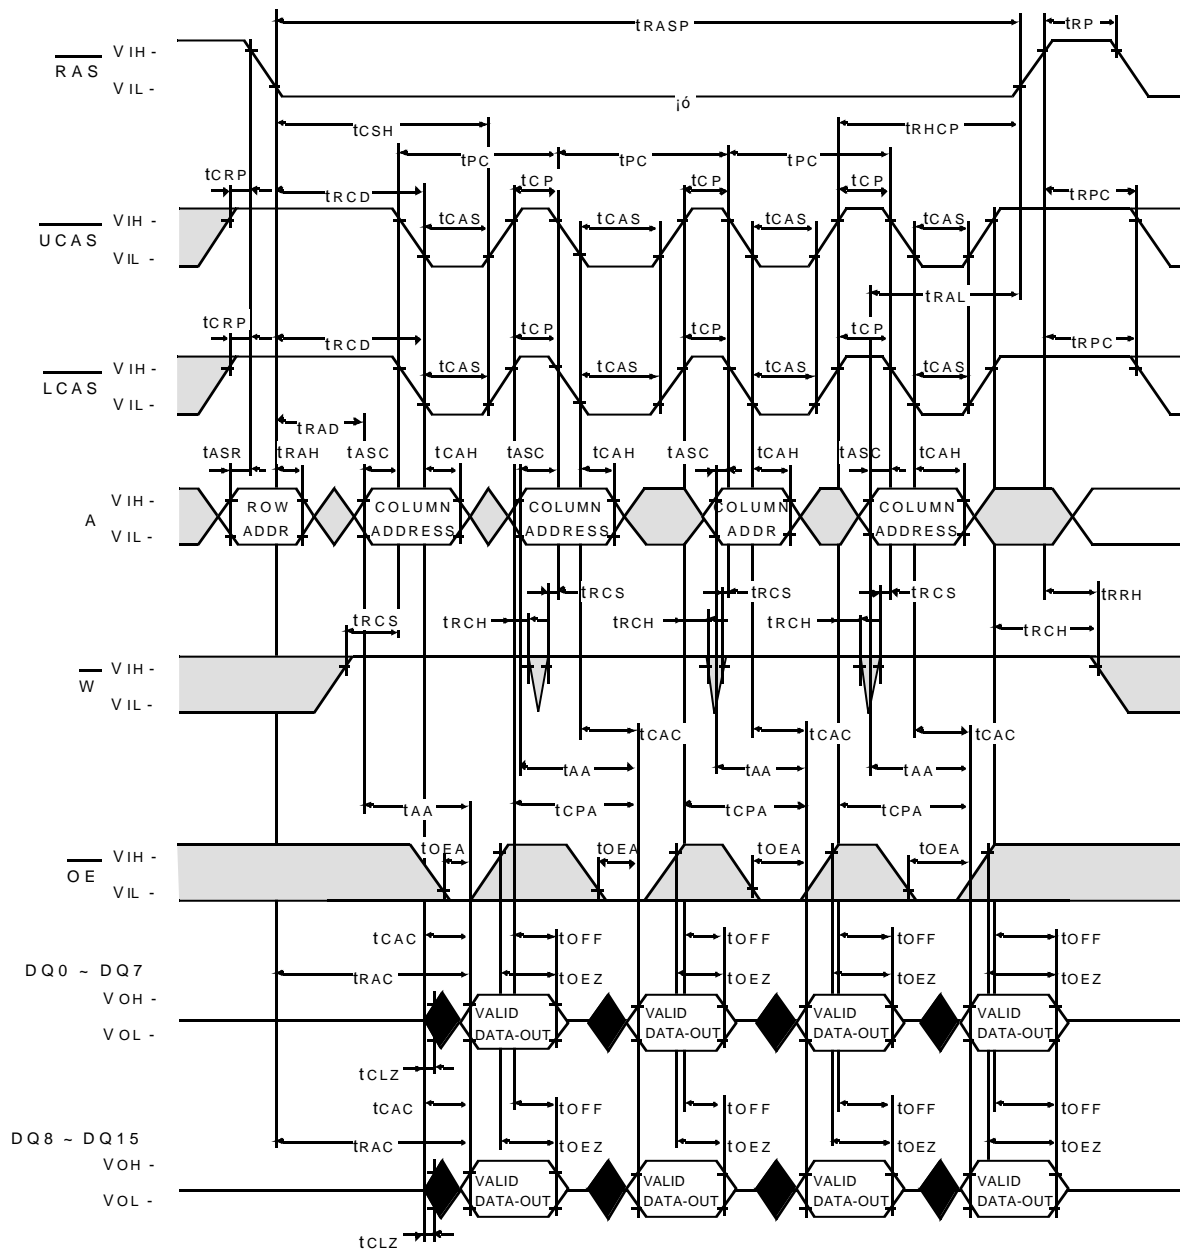 tRASP tRP
VIH -
RAS
VIL -
¡ó
tCSH tRHCP
tPC tPC tPC
tCRP tRCD tCP tCP tCP tRPC
VIH -
UCAS
tCAS tCAS tCAS tCAS
VIL -
tRAL
tCRP tRCD tCP tCP tCP tRPC
VIH -
LCAS
tCAS tCAS tCAS tCAS
VIL -
tRAD
tASR tRAH tASC tCAH tASC tCAH tASC tCAH tASC tCAH
VIH -
A
VIL -
ROW COLUMN COLUMN COLUMN COLUMN
ADDR ADDRESS ADDRESS ADDR ADDRESS
tRCS tRCS tRCS tRRH
tRCS tRCH tRCH tRCH tRCH
VIH -
W
VIL -
tCAC tCAC tCAC
tAA tAA tAA
tAA tCPA tCPA tCPA
VIH -
OE
VIL -
tOEA tOEA tOEA tOEA
tCAC tOFF tOFF tOFF tOFF
DQ0 ~ DQ7
tRAC tOEZ tOEZ tOEZ tOEZ
VOH -
VOL -
VALID VALID VALID VALID
DATA-OUT DATA-OUT DATA-OUT DATA-OUT
tCLZ
tCAC tOFF tOFF tOFF tOFF
DQ8 ~ DQ15
tRAC tOEZ tOEZ tOEZ tOEZ
VOH -
VOL -
VALID VALID VALID VALID
DATA-OUT DATA-OUT DATA-OUT DATA-OUT
tCLZ